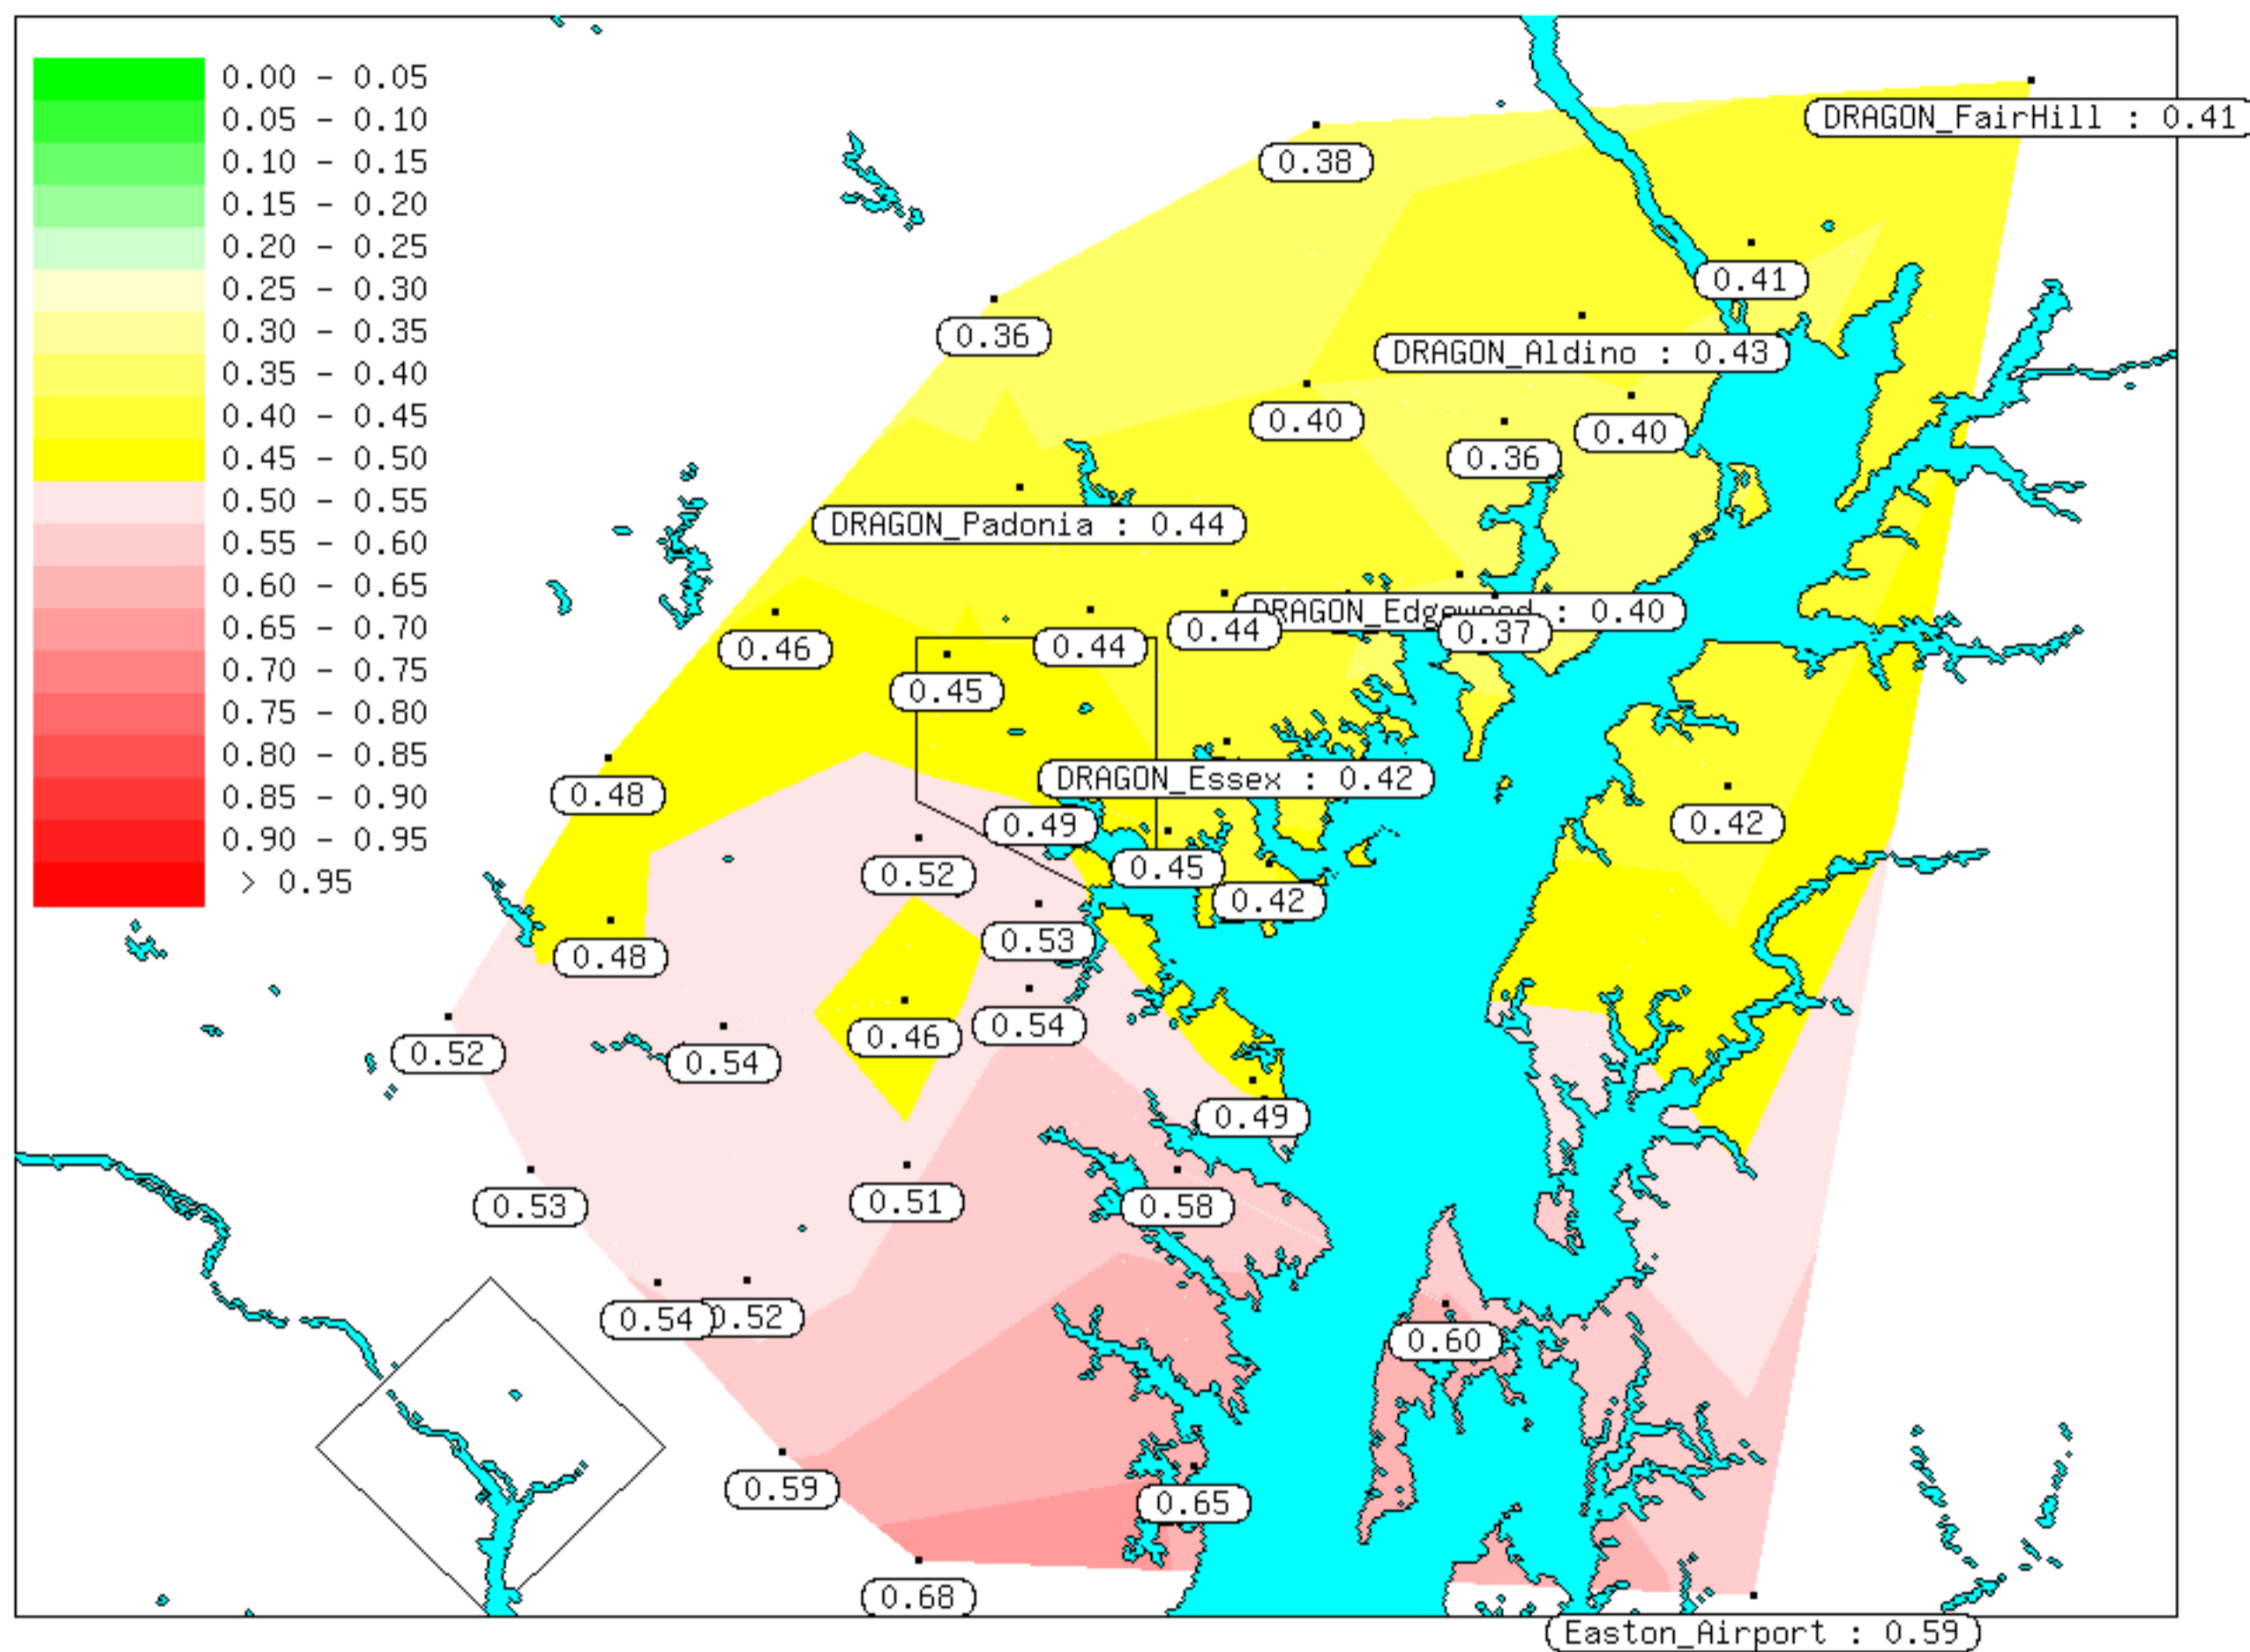 0.00 - 0.05
0.05 - 0.10
0.10 - 0.15
0.15 - 0.20
0.20 - 0.25
0.25 - 0.30
0.30 - 0.35
0.35 - 0.40
0.40 - 0.45
0.45 - 0.50
0.50 - 0.55
0.55 - 0.60
0.60 - 0.65
0.65 - 0.70
0.70 - 0.75
0.75 - 0.80
0.80 - 0.85
0.85 - 0.90
0.90 - 0.95
> 0.95
DRAGON_FairHill : 0.41
0.38
0.41
0.36
DRAGON_Aldino : 0.43
0.40
0.40
0.36
DRAGON_Padonia : 0.44
DRAGON_Edgewood : 0.40
0.44
0.37
0.46
0.44
0.45
DRAGON_Essex : 0.42
0.48
0.49
0.42
0.45
0.52
0.42
0.53
0.48
0.54
0.46
0.52
0.54
0.49
0.51
0.53
0.58
0.54
0.52
0.60
0.59
0.65
0.68
Easton_Airport : 0.59